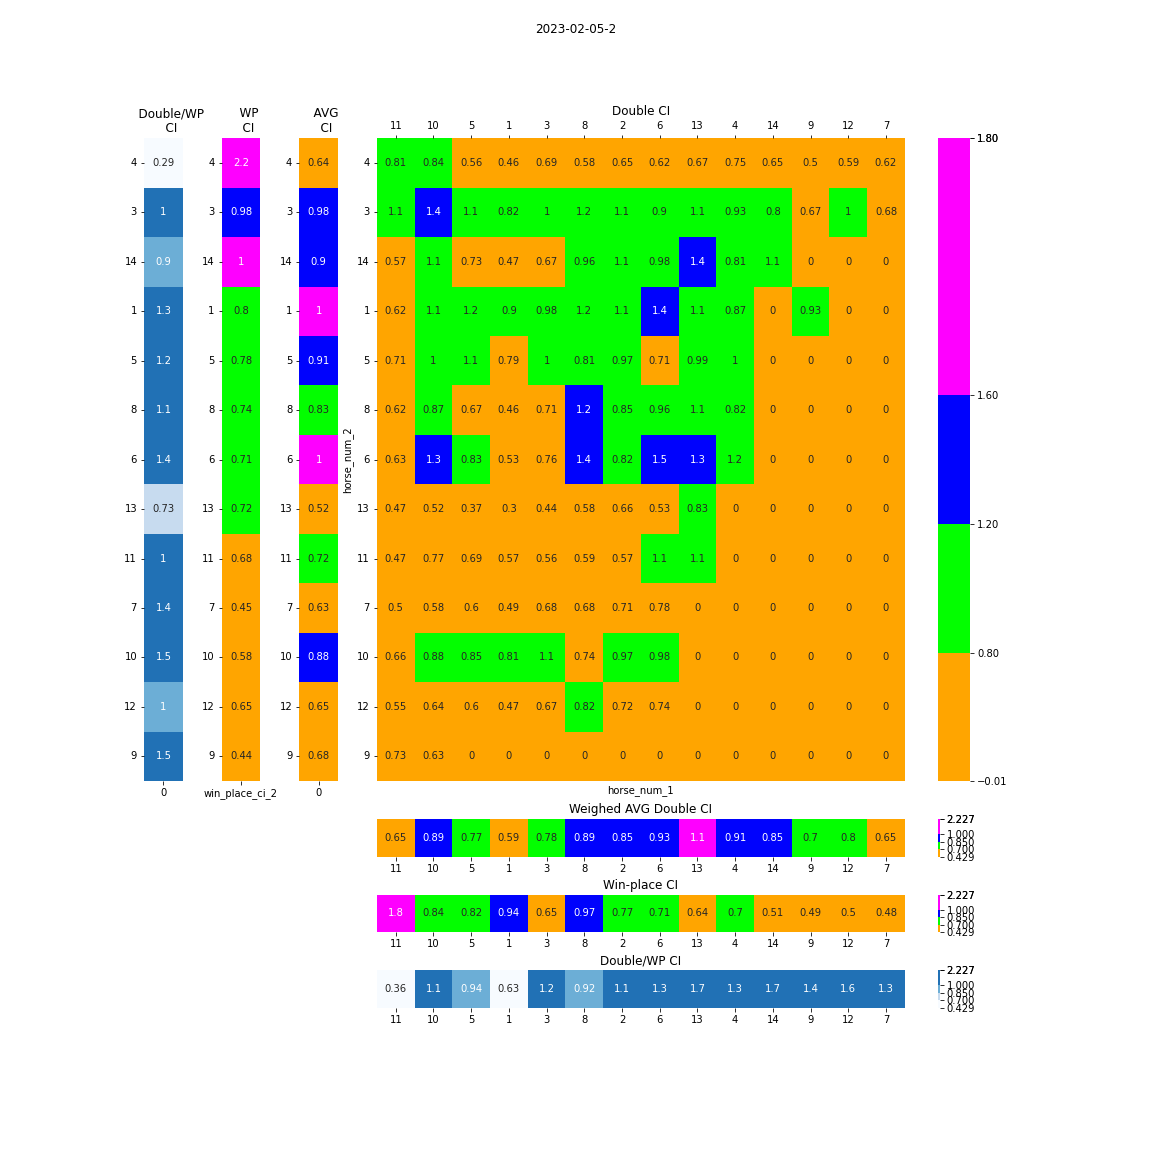 2023-02-05-2
Double/WP CI
WP CI
AVG CI
Double CI
11 10 5 1 3 8 2 6 13 4 14 9 12 7
4 0.29 4 2.2 4 0.64 4 0.81 0.84 0.56 0.46 0.69 0.58 0.65 0.62 0.67 0.75 0.65 0.5 0.59 0.62
3 1 3 0.98 3 0.98 3 1.1 1.4 1.1 0.82 1 1.2 1.1 0.9 1.1 0.93 0.8 0.67 1 0.68
14 0.9 14 1 14 0.9 14 0.57 1.1 0.73 0.47 0.67 0.96 1.1 0.98 1.4 0.81 1.1 0 0 0
1 1.3 1 0.8 1 1 1 0.62 1.1 1.2 0.9 0.98 1.2 1.1 1.4 1.1 0.87 0 0.93 0 0
5 1.2 5 0.78 5 0.91 5 0.71 1 1.1 0.79 1 0.81 0.97 0.71 0.99 1 0 0 0 0
8 1.1 8 0.74 8 0.83 8 0.62 0.87 0.67 0.46 0.71 1.2 0.85 0.96 1.1 0.82 0 0 0 0
6 1.4 6 0.71 6 1 6 0.63 1.3 0.83 0.53 0.76 1.4 0.82 1.5 1.3 1.2 0 0 0 0
13 0.73 13 0.72 13 0.52 13 0.47 0.52 0.37 0.3 0.44 0.58 0.66 0.53 0.83 0 0 0 0 0
11 1 11 0.68 11 0.72 11 0.47 0.77 0.69 0.57 0.56 0.59 0.57 1.1 1.1 0 0 0 0 0
7 1.4 7 0.45 7 0.63 7 0.5 0.58 0.6 0.49 0.68 0.68 0.71 0.78 0 0 0 0 0 0
10 1.5 10 0.58 10 0.88 10 0.66 0.88 0.85 0.81 1.1 0.74 0.97 0.98 0 0 0 0 0 0
12 1 12 0.65 12 0.65 12 0.55 0.64 0.6 0.47 0.67 0.82 0.72 0.74 0 0 0 0 0 0
9 1.5 9 0.44 9 0.68 9 0.73 0.63 0 0 0 0 0 0 0 0 0 0 0 0
0 win_place_ci_2 0
horse_num_2
horse_num_1
1.80
1.60
1.20
0.80
−0.01
Weighed AVG Double CI
0.65 0.89 0.77 0.59 0.78 0.89 0.85 0.93 1.1 0.91 0.85 0.7 0.8 0.65
11 10 5 1 3 8 2 6 13 4 14 9 12 7
2.227
1.000
0.850
0.700
0.429
Win-place CI
1.8 0.84 0.82 0.94 0.65 0.97 0.77 0.71 0.64 0.7 0.51 0.49 0.5 0.48
11 10 5 1 3 8 2 6 13 4 14 9 12 7
2.227
1.000
0.850
0.700
0.429
Double/WP CI
0.36 1.1 0.94 0.63 1.2 0.92 1.1 1.3 1.7 1.3 1.7 1.4 1.6 1.3
11 10 5 1 3 8 2 6 13 4 14 9 12 7
2.227
1.000
0.850
0.700
0.429